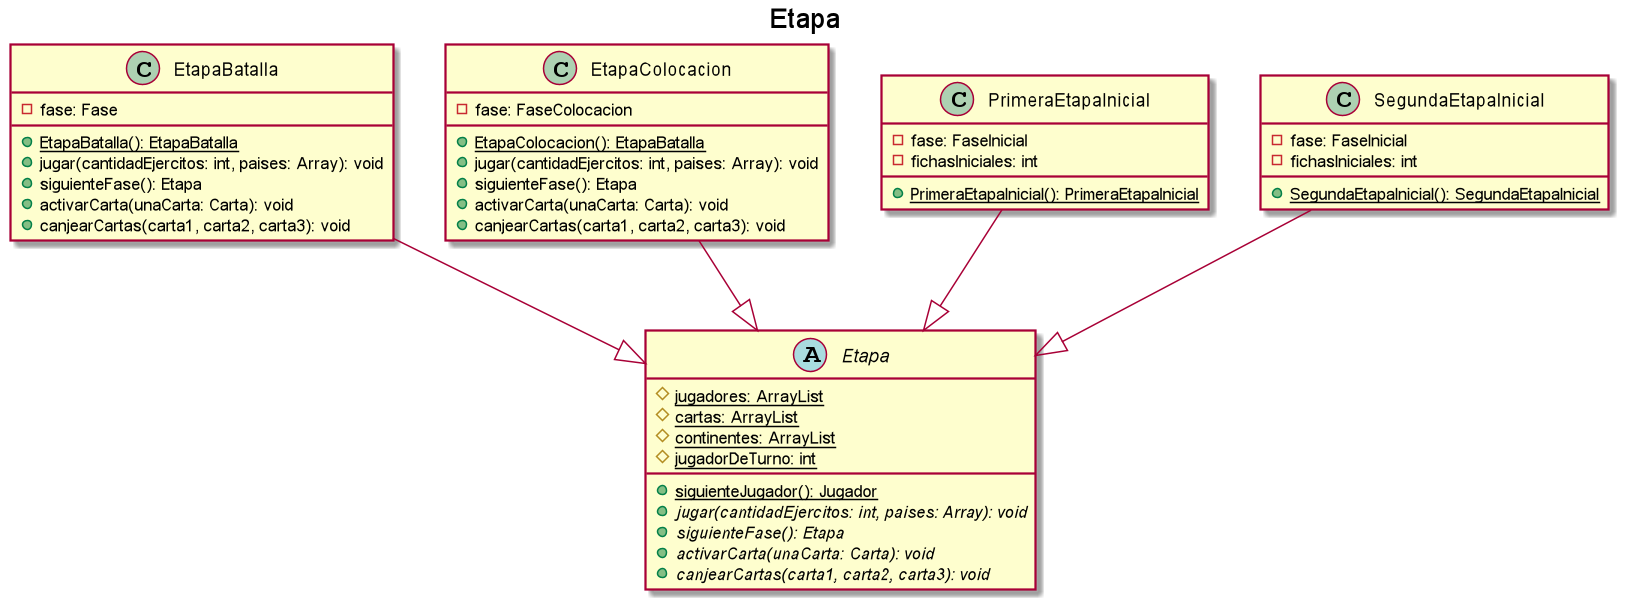 Etapa
C EtapaBatalla
fase: Fase
EtapaBatalla(): EtapaBatalla
jugar(cantidadEjercitos: int, paises: Array): void
siguienteFase(): Etapa
activarCarta(unaCarta: Carta): void
canjearCartas(carta1, carta2, carta3): void
C EtapaColocacion
fase: FaseColocacion
EtapaColocacion(): EtapaBatalla
jugar(cantidadEjercitos: int, paises: Array): void
siguienteFase(): Etapa
activarCarta(unaCarta: Carta): void
canjearCartas(carta1, carta2, carta3): void
C PrimeraEtapaInicial
fase: FaseInicial
fichasIniciales: int
PrimeraEtapaInicial(): PrimeraEtapaInicial
C SegundaEtapaInicial
fase: FaseInicial
fichasIniciales: int
SegundaEtapaInicial(): SegundaEtapaInicial
A Etapa
jugadores: ArrayList
cartas: ArrayList
continentes: ArrayList
jugadorDeTurno: int
siguienteJugador(): Jugador
jugar(cantidadEjercitos: int, paises: Array): void
siguienteFase(): Etapa
activarCarta(unaCarta: Carta): void
canjearCartas(carta1, carta2, carta3): void